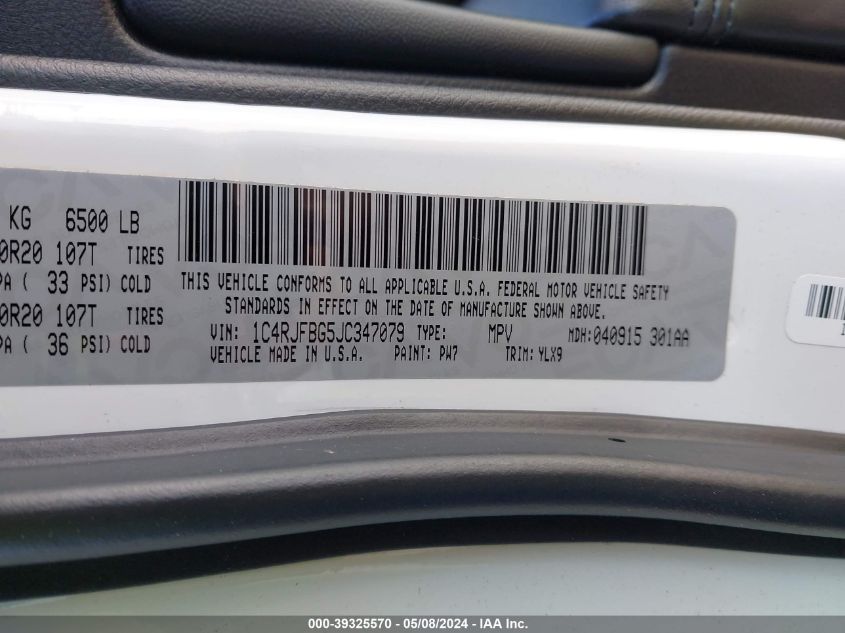 KG 6500 LB
0R20 107T TIRES
PA ( 33 PSI) COLD
0R20 107T TIRES
PA ( 36 PSI) COLD
THIS VEHICLE CONFORMS TO ALL APPLICABLE U.S.A. FEDERAL MOTOR VEHICLE SAFETY
STANDARDS IN EFFECT ON THE DATE OF MANUFACTURE SHOWN ABOVE.
VIN: 1C4RJFBG5JC347079 TYPE: MPV MDH:040915 301AA
VEHICLE MADE IN U.S.A. PAINT: PW7 TRIM: YLX9
000-39325570 - 05/08/2024 - IAA Inc.